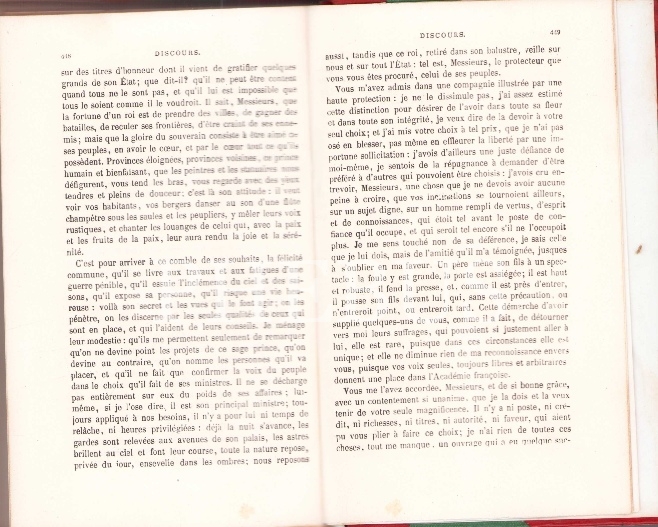 448
DISCOURS.
sur des titres d'honneur dont il vient de gratifier quelques
grands de son État; que dit-il? qu'il ne peut être content
quand tous ne le sont pas, et qu'il lui est impossible que
tous le soient comme il le voudroit. Il sait, Messieurs, que
la fortune d'un roi est de prendre des villes, de gagner des
batailles, de reculer ses frontières, d'être craint de ses enne-
mis; mais que la gloire du souverain consiste à être aimé de
ses peuples, en avoir le cœur, et par le cœur tout ce qu'ils
possèdent. Provinces éloignées, provinces voisines, ce prince
humain et bienfaisant, que les peintres et les statuaires nous
défigurent, vous tend les bras, vous regarde avec des yeux
tendres et pleins de douceur; c'est là son attitude: il veut
voir vos habitants, vos bergers danser au son d'une flûte
champêtre sous les saules et les peupliers, y mêler leurs voix
rustiques, et chanter les louanges de celui qui, avec la paix
et les fruits de la paix, leur aura rendu la joie et la séré-
nité.
C'est pour arriver à ce comble de ses souhaits, la félicité
commune, qu'il se livre aux travaux et aux fatigues d'une
guerre pénible, qu'il essuie l'inclémence du ciel et des sai-
sons, qu'il expose sa personne, qu'il risque une vie heu-
reuse: voilà son secret et les vues qui le font agir; on les
pénètre, on les discerne par les seules qualités de ceux qui
sont en place, et qui l'aident de leurs conseils. Je ménage
leur modestie: qu'ils me permettent seulement de remarquer
qu'on ne devine point les projets de ce sage prince, qu'on
devine au contraire, qu'on nomme les personnes qu'il va
placer, et qu'il ne fait que confirmer la voix du peuple
dans le choix qu'il fait de ses ministres. Il ne se décharge
pas entièrement sur eux du poids de ses affaires: lui-
même, si je l'ose dire, il est son principal ministre; tou-
jours appliqué à nos besoins, il n'y a pour lui ni temps de
relâche, ni heures privilégiées: déjà la nuit s'avance, les
gardes sont relevées aux avenues de son palais, les astres
brillent au ciel et font leur course, toute la nature repose,
privée du jour, ensevelie dans les ombres; nous reposons
DISCOURS.
449
aussi, tandis que ce roi, retiré dans son balustre, veille sur
nous et sur tout l'État: tel est, Messieurs, le protecteur que
vous vous êtes procuré, celui de ses peuples.
Vous m'avez admis dans une compagnie illustrée par une
haute protection: je ne le dissimule pas, j'ai assez estimé
cette distinction pour désirer de l'avoir dans toute sa fleur
et dans toute son intégrité, je veux dire de la devoir à votre
seul choix; et j'ai mis votre choix à tel prix, que je n'ai pas
osé en blesser, pas même en effleurer la liberté par une im-
portune sollicitation: j'avois d'ailleurs une juste défiance de
moi-même, je sentois de la répugnance à demander d'être
préféré à d'autres qui pouvoient être choisis: j'avois cru en-
trevoir, Messieurs, une chose que je ne devois avoir aucune
peine à croire, que vos inclinations se tournoient ailleurs,
sur un sujet digne, sur un homme rempli de vertus, d'esprit
et de connoissances, qui étoit tel avant le poste de con-
fiance qu'il occupe, et qui seroit tel encore s'il ne l'occupoit
plus. Je me sens touché non de sa déférence, je sais celle
que je lui dois, mais de l'amitié qu'il m'a témoignée, jusques
à s'oublier en ma faveur. Un père mène son fils à un spec-
tacle: la foule y est grande, la porte est assiégée; il est haut
et robuste, il fend la presse, et, comme il est près d'entrer,
il pousse son fils devant lui, qui, sans cette précaution, ou
n'entreroit point, ou entreroit tard. Cette démarche d'avoir
supplié quelques-uns de vous, comme il a fait, de détourner
vers moi leurs suffrages, qui pouvoient si justement aller à
lui, elle est rare, puisque dans ces circonstances elle est
unique; et elle ne diminue rien de ma reconnoissance envers
vous, puisque vos voix seules, toujours libres et arbitraires
donnent une place dans l'Académie françoise.
Vous me l'avez accordée, Messieurs, et de si bonne grâce,
avec un contentement si unanime, que je la dois et la veux
tenir de votre seule magnificence. Il n'y a ni poste, ni cré-
dit, ni richesses, ni titres, ni autorité, ni faveur, qui aient
pu vous plier à faire ce choix; je n'ai rien de toutes ces
choses, tout me manque, un ouvrage qui a eu quelque suc-